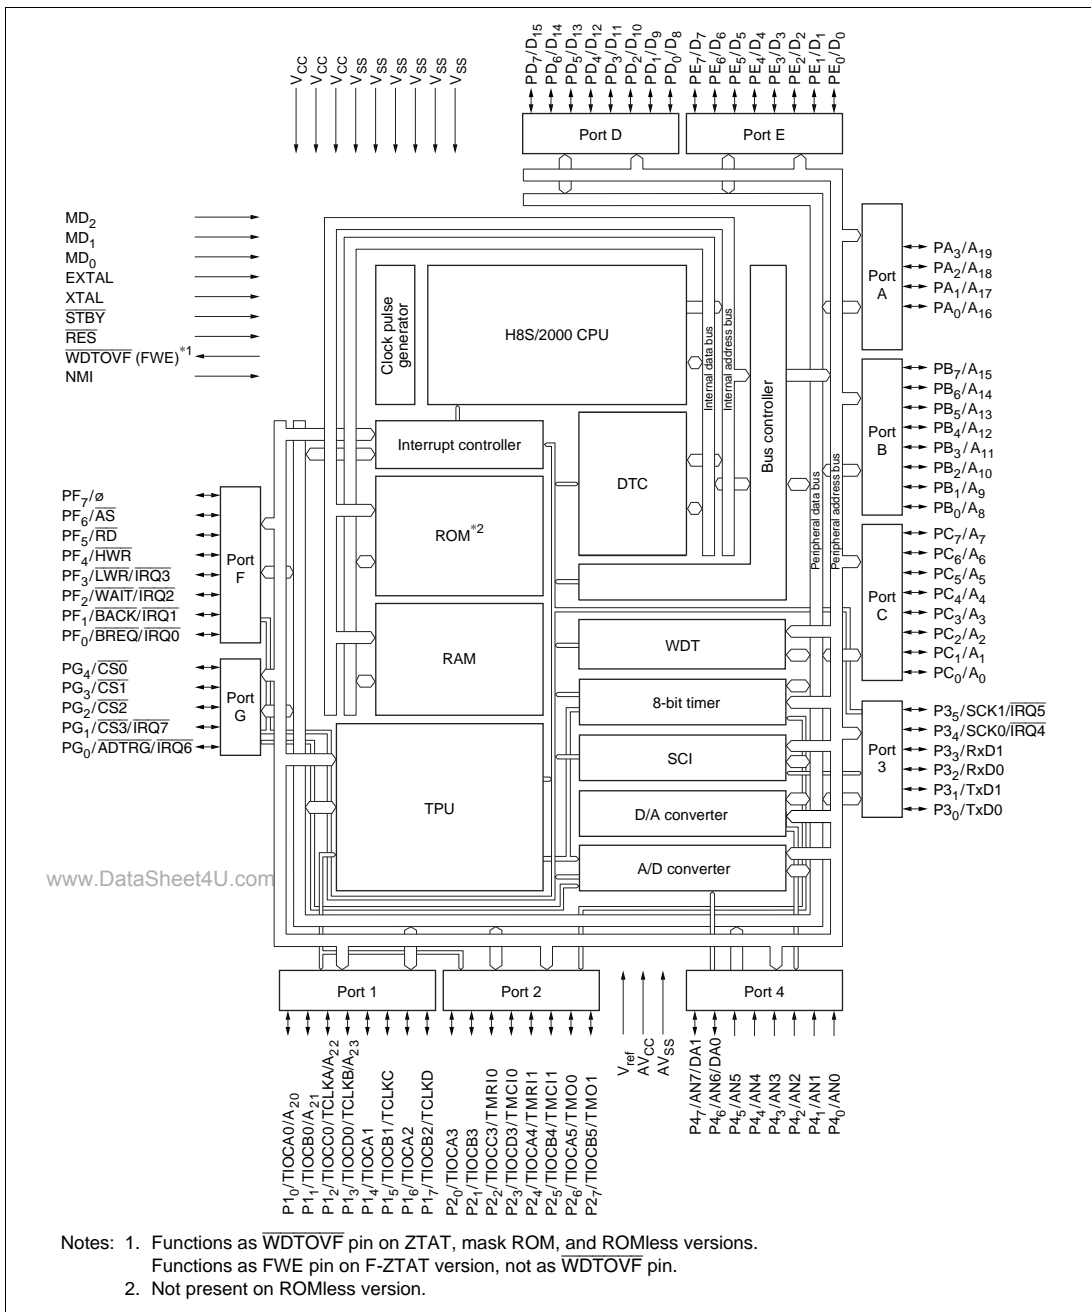 VCC
VCC
VCC
VSS
VSS
VSS
VSS
VSS
VSS
PD7/D15
PD6/D14
PD5/D13
PD4/D12
PD3/D11
PD2/D10
PD1/D9
PD0/D8
PE7/D7
PE6/D6
PE5/D5
PE4/D4
PE3/D3
PE2/D2
PE1/D1
PE0/D0
Port D
Port E
MD2
MD1
MD0
EXTAL
XTAL
STBY
RES
WDTOVF (FWE)*1
NMI
Clock pulse
generator
H8S/2000 CPU
Internal data bus
Internal address bus
Bus controller
Peripheral data bus
Peripheral address bus
Port
A
PA3/A19
PA2/A18
PA1/A17
PA0/A16
Interrupt controller
DTC
Port
B
PB7/A15
PB6/A14
PB5/A13
PB4/A12
PB3/A11
PB2/A10
PB1/A9
PB0/A8
PF7/ø
PF6/AS
PF5/RD
PF4/HWR
PF3/LWR/IRQ3
PF2/WAIT/IRQ2
PF1/BACK/IRQ1
PF0/BREQ/IRQ0
Port
F
ROM*2
Port
C
PC7/A7
PC6/A6
PC5/A5
PC4/A4
PC3/A3
PC2/A2
PC1/A1
PC0/A0
PG4/CS0
PG3/CS1
PG2/CS2
PG1/CS3/IRQ7
PG0/ADTRG/IRQ6
Port
G
RAM
WDT
8-bit timer
SCI
D/A converter
A/D converter
TPU
Port
3
P35/SCK1/IRQ5
P34/SCK0/IRQ4
P33/RxD1
P32/RxD0
P31/TxD1
P30/TxD0
www.DataSheet4U.com
Port 1
Port 2
Port 4
P10/TIOCA0/A20
P11/TIOCB0/A21
P12/TIOCC0/TCLKA/A22
P13/TIOCD0/TCLKB/A23
P14/TIOCA1
P15/TIOCB1/TCLKC
P16/TIOCA2
P17/TIOCB2/TCLKD
P20/TIOCA3
P21/TIOCB3
P22/TIOCC3/TMRI0
P23/TIOCD3/TMCI0
P24/TIOCA4/TMRI1
P25/TIOCB4/TMCI1
P26/TIOCA5/TMO0
P27/TIOCB5/TMO1
Vref
AVCC
AVSS
P47/AN7/DA1
P46/AN6/DA0
P45/AN5
P44/AN4
P43/AN3
P42/AN2
P41/AN1
P40/AN0
Notes: 1. Functions as WDTOVF pin on ZTAT, mask ROM, and ROMless versions.
Functions as FWE pin on F-ZTAT version, not as WDTOVF pin.
2. Not present on ROMless version.